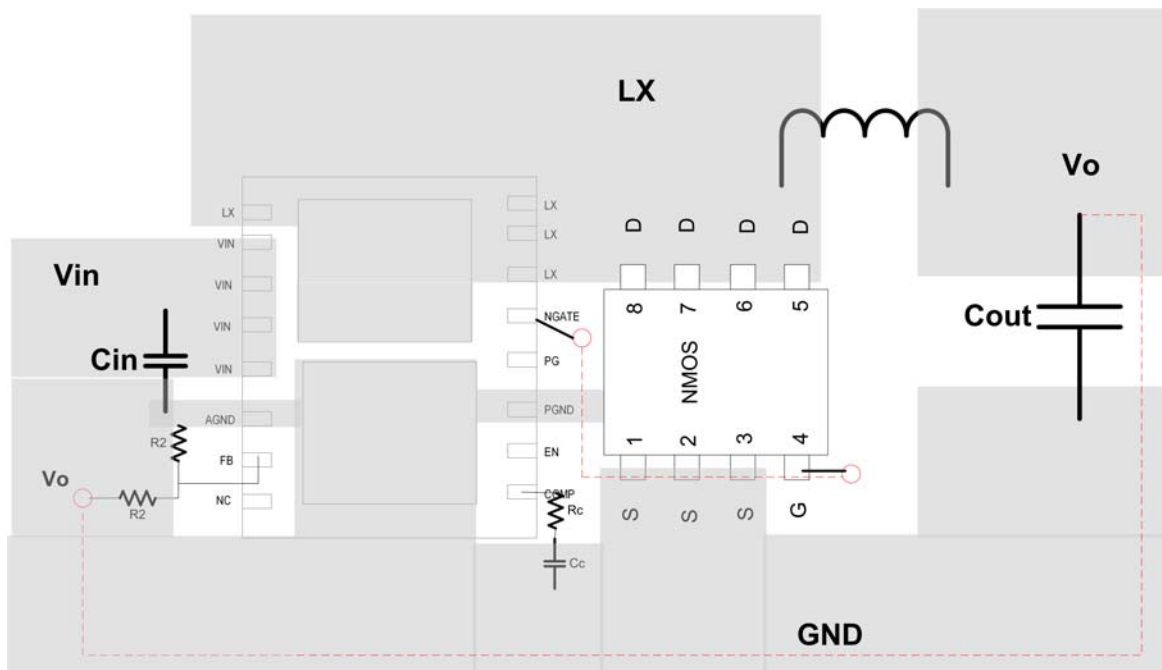 LX
Vo
Vin
Cin
Cout
LX
VIN
VIN
VIN
VIN
AGND
FB
NC
LX
LX
LX
NGATE
PG
PGND
EN
COMP
D
D
D
D
8
7
6
5
NMOS
1
2
3
4
S
S
S
G
R2
Vo
R2
Rc
Cc
GND